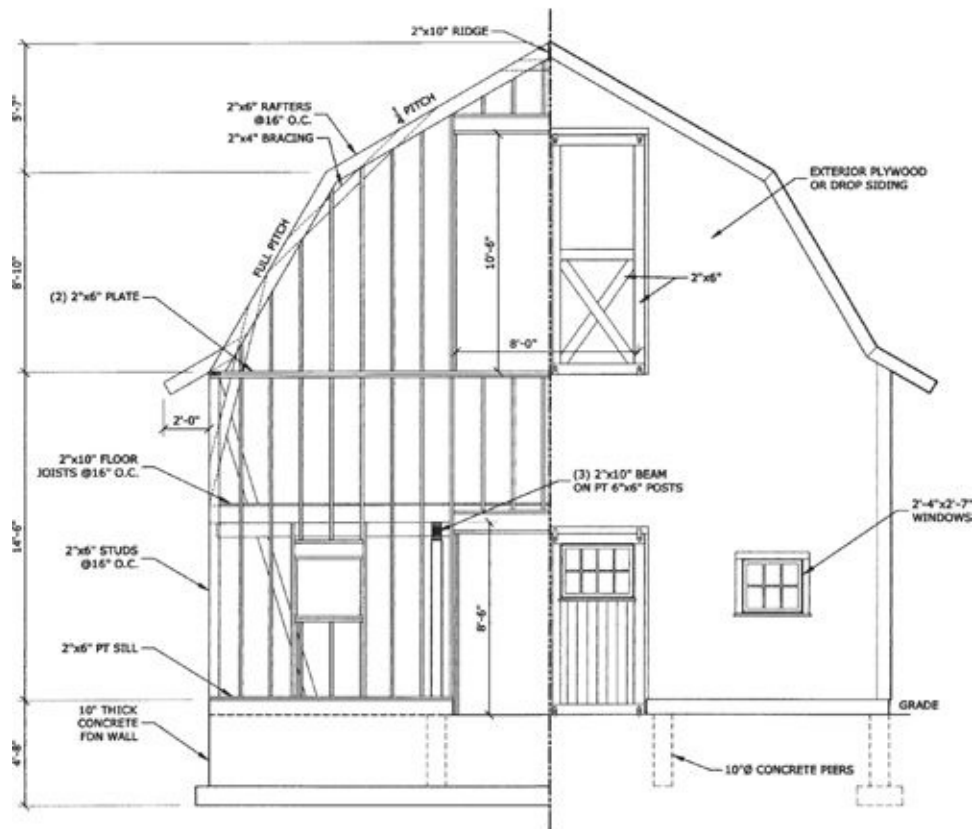 2"x10" RIDGE
5'-7"
2"x6" RAFTERS
@16" O.C.
PITCH
2"x4" BRACING
EXTERIOR PLYWOOD
OR DROP SIDING
FULL PITCH
8'-10"
10'-6"
2"x6"
(2) 2"x6" PLATE
8'-0"
2'-0"
2"x10" FLOOR
JOISTS @16" O.C.
(3) 2"x10" BEAM
ON PT 6"x6" POSTS
2'-4"x2'-7"
WINDOWS
14'-6"
2"x6" STUDS
@16" O.C.
8'-6"
2"x6" PT SILL
10" THICK
CONCRETE
FDN WALL
GRADE
4'-8"
10"Ø CONCRETE PIERS